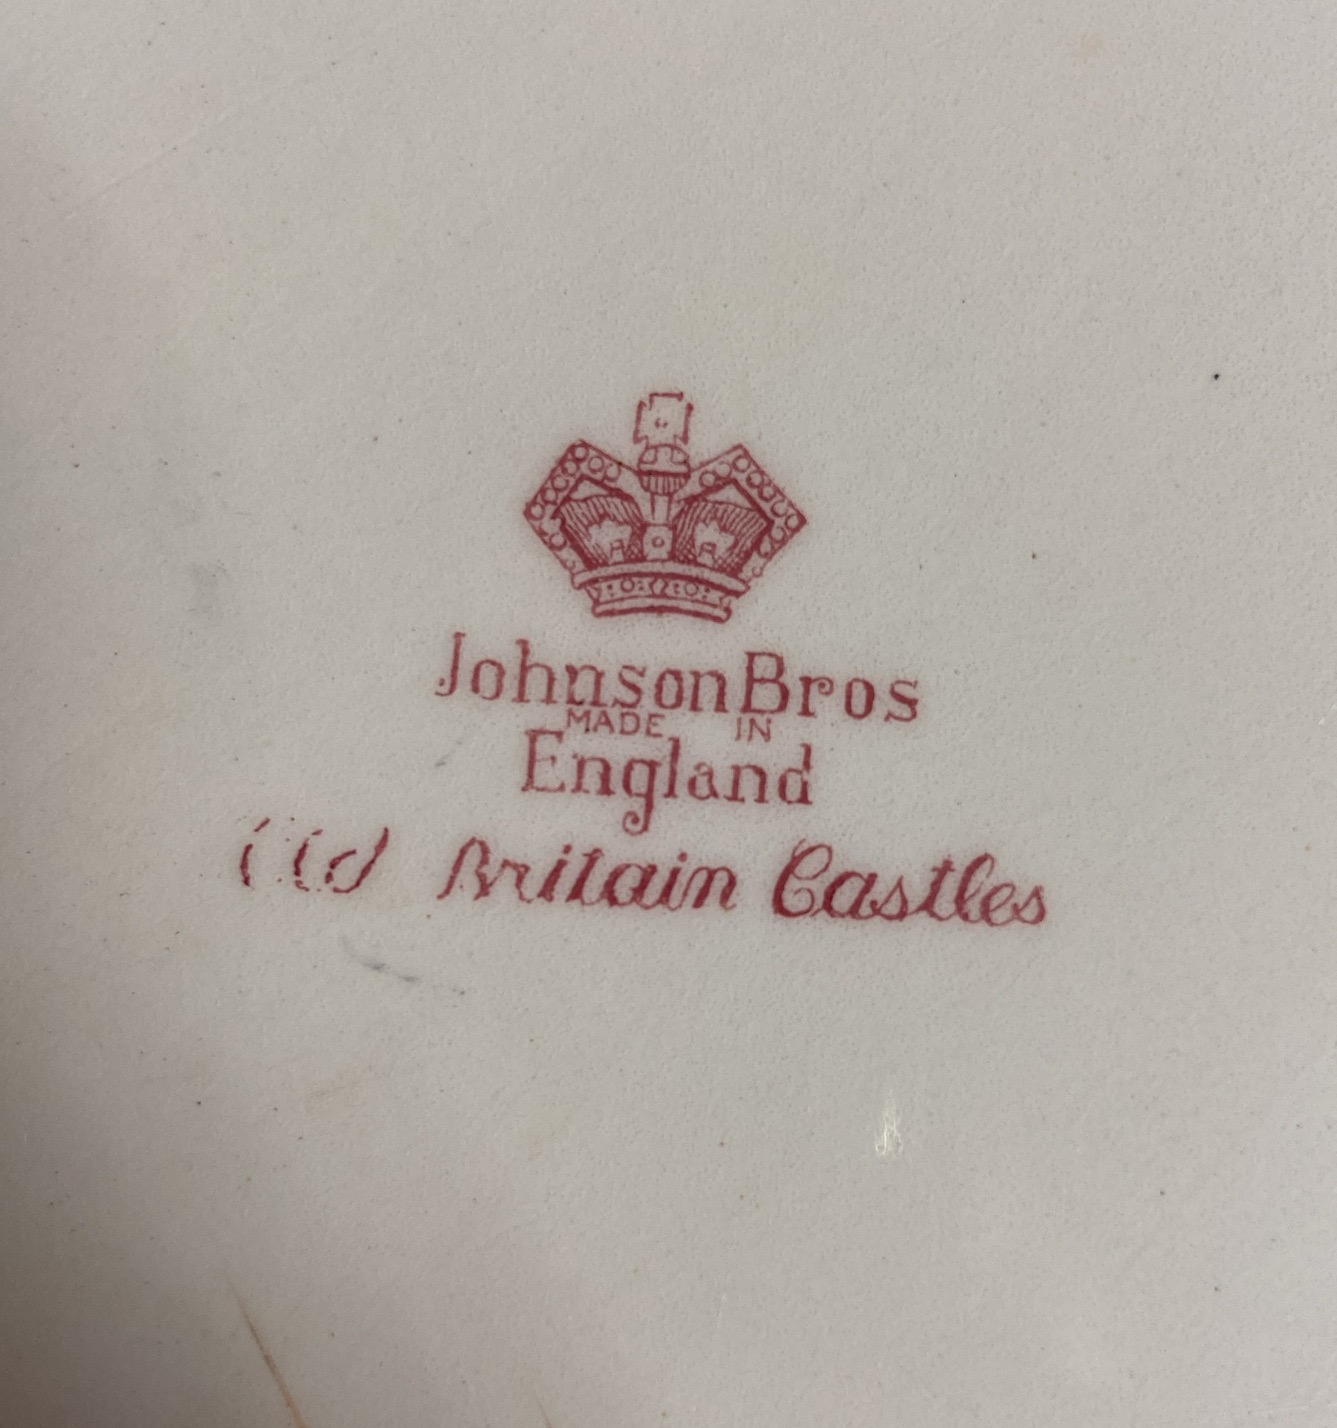 Johnson Bros
MADE IN
England
Britain Castles